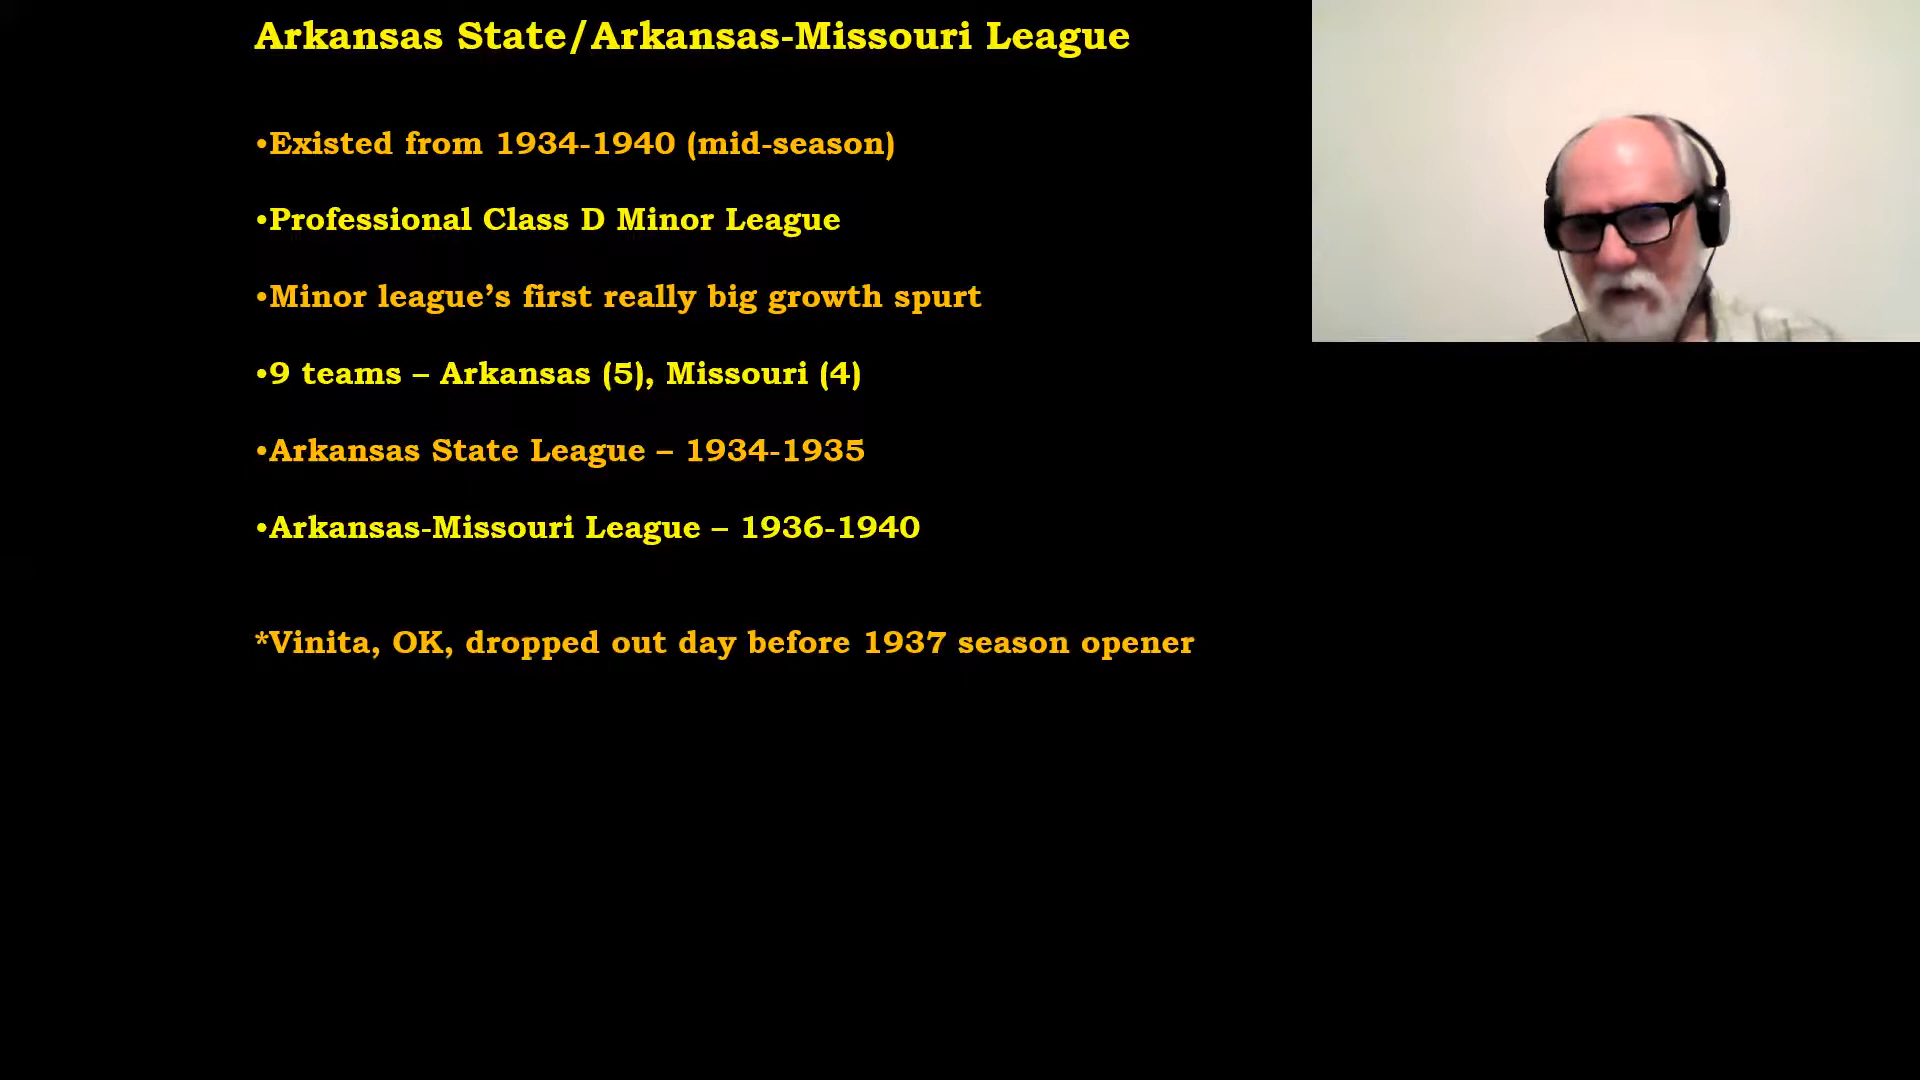 Arkansas State/Arkansas-Missouri League
•Existed from 1934-1940 (mid-season)
•Professional Class D Minor League
•Minor league’s first really big growth spurt
•9 teams – Arkansas (5), Missouri (4)
•Arkansas State League – 1934-1935
•Arkansas-Missouri League – 1936-1940
*Vinita, OK, dropped out day before 1937 season opener